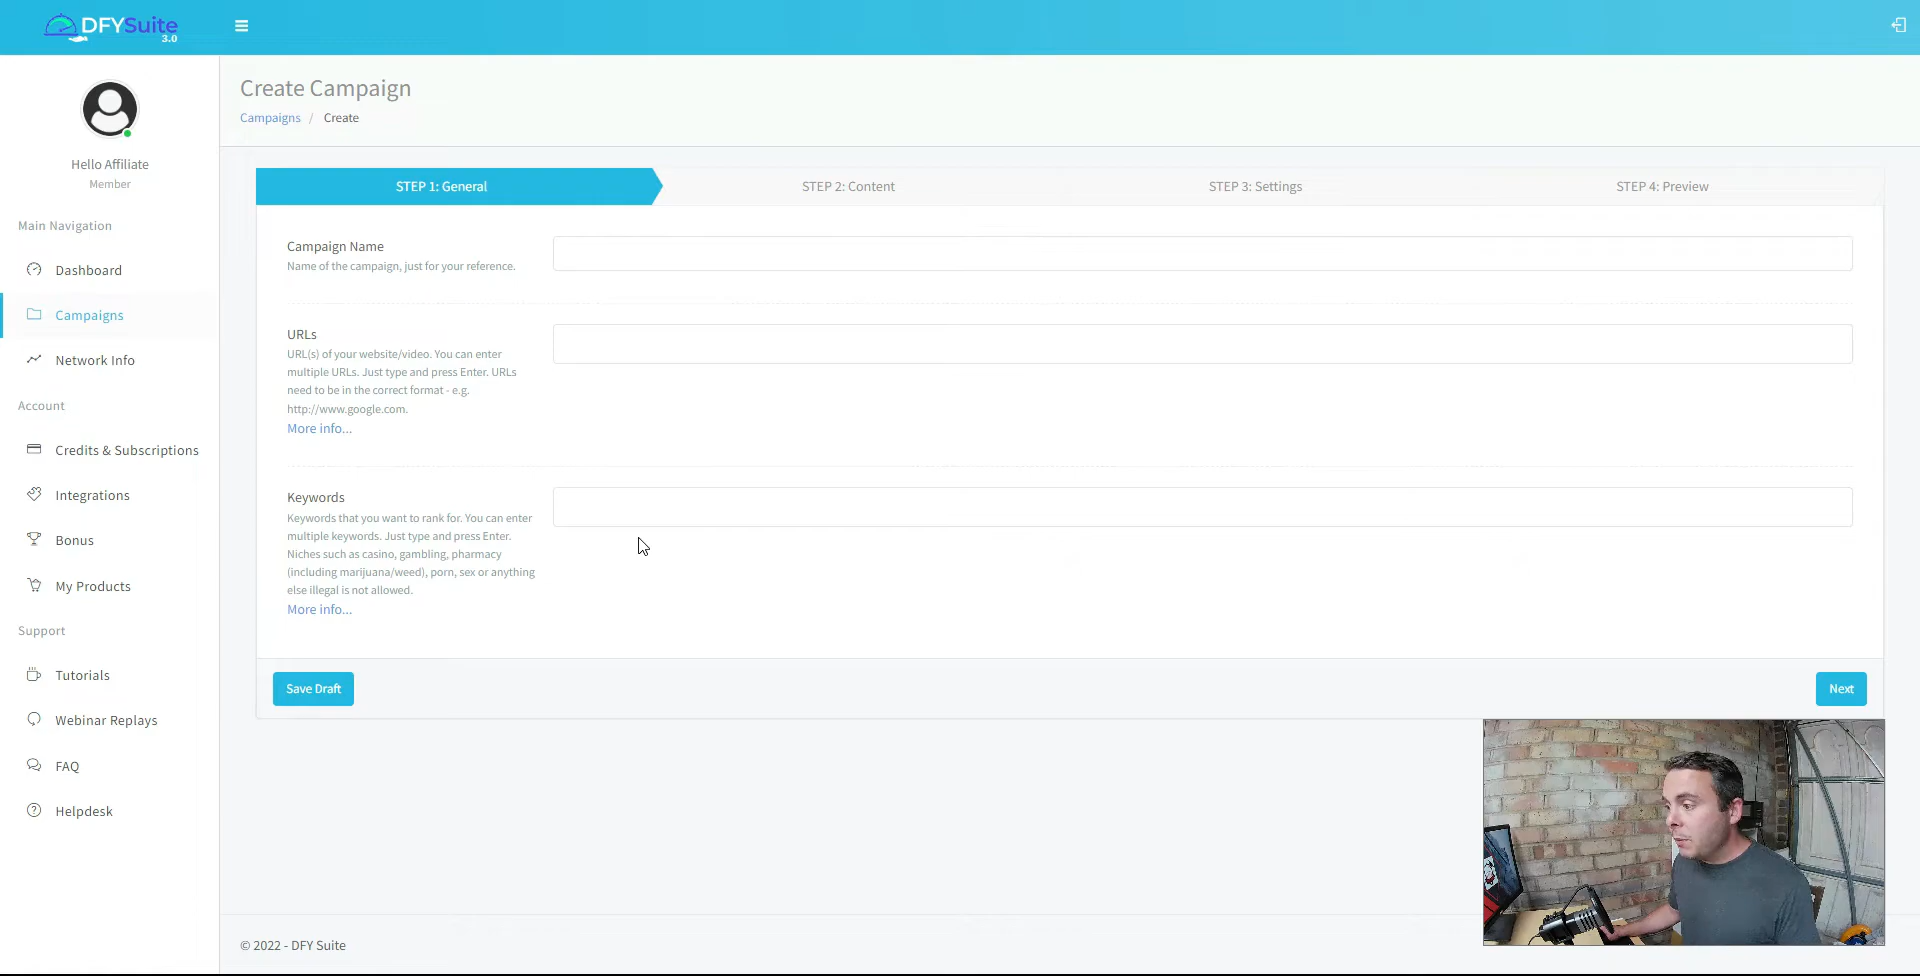 DFYSuite
3.0
Hello Affiliate
Member
Main Navigation
Dashboard
Campaigns
Network Info
Account
Credits & Subscriptions
Integrations
Bonus
My Products
Support
Tutorials
Webinar Replays
FAQ
Helpdesk
Create Campaign
Campaigns / Create
STEP 1: General
STEP 2: Content
STEP 3: Settings
STEP 4: Preview
Campaign Name
Name of the campaign, just for your reference.
URLs
URL(s) of your website/video. You can enter
multiple URLs. Just type and press Enter. URLs
need to be in the correct format - e.g.
http://www.google.com.
More info...
Keywords
Keywords that you want to rank for. You can enter
multiple keywords. Just type and press Enter.
Niches such as casino, gambling, pharmacy
(including marijuana/weed), porn, sex or anything
else illegal is not allowed.
More info...
Save Draft
Next
© 2022 - DFY Suite